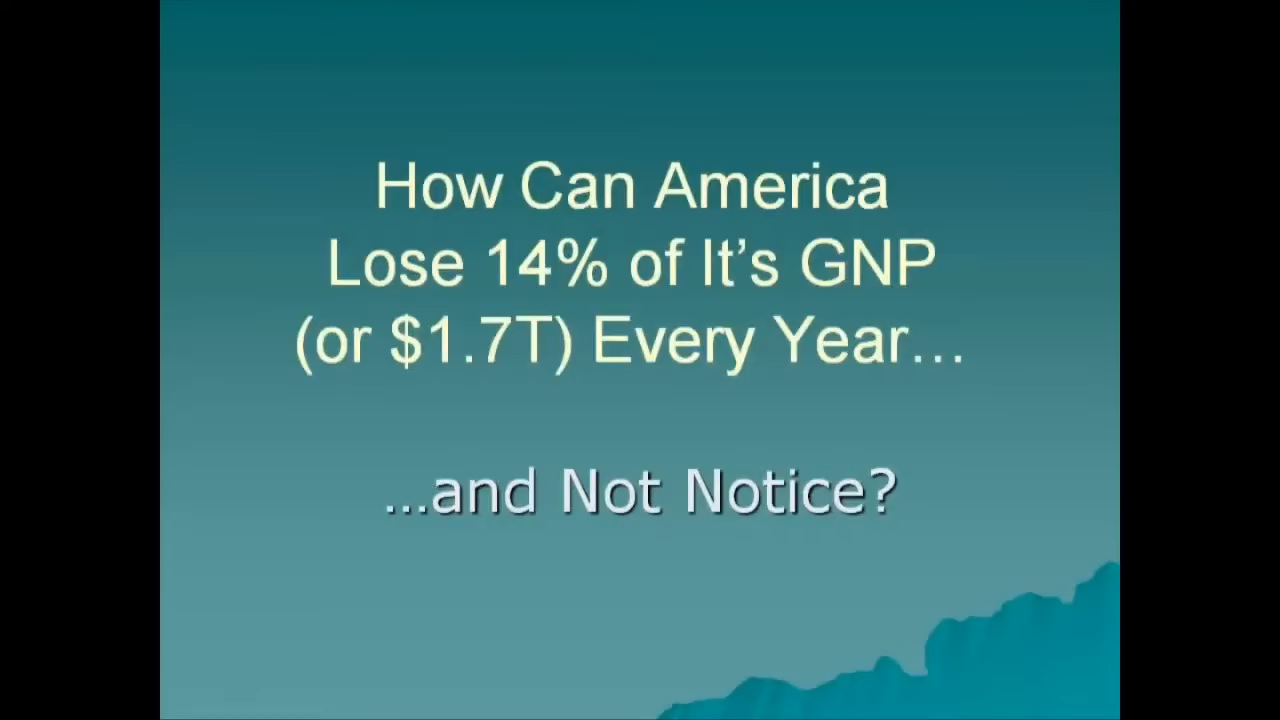 How Can America
Lose 14% of It’s GNP
(or $1.7T) Every Year…
…and Not Notice?